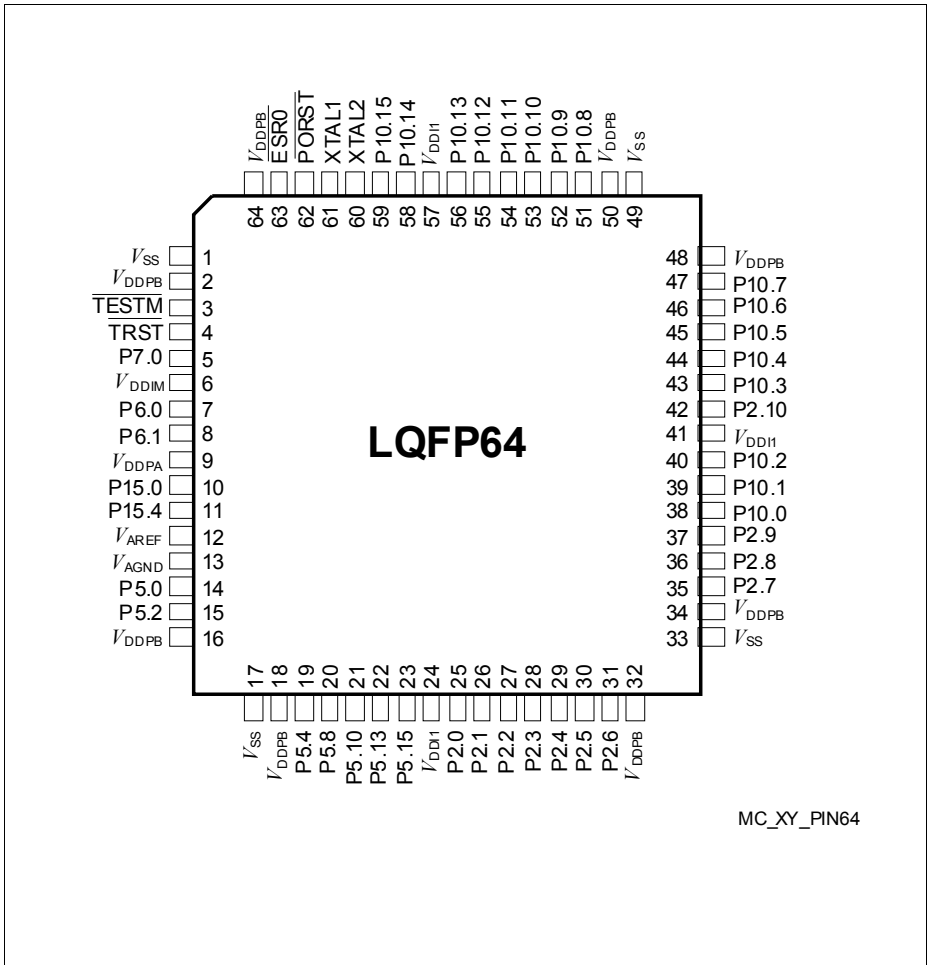 VDDPB
ESR0
PORST
XTAL1
XTAL2
P10.15
P10.14
VDDI1
P10.13
P10.12
P10.11
P10.10
P10.9
P10.8
VDDPB
VSS
64 63 62 61 60 59 58 57 56 55 54 53 52 51 50 49
VSS 1
VDDPB 2
TESTM 3
TRST 4
P7.0 5
VDDIM 6
P6.0 7
P6.1 8
VDDPA 9
P15.0 10
P15.4 11
VAREF 12
VAGND 13
P5.0 14
P5.2 15
VDDPB 16
LQFP64
48 VDDPB
47 P10.7
46 P10.6
45 P10.5
44 P10.4
43 P10.3
42 P2.10
41 VDDI1
40 P10.2
39 P10.1
38 P10.0
37 P2.9
36 P2.8
35 P2.7
34 VDDPB
33 VSS
17 18 19 20 21 22 23 24 25 26 27 28 29 30 31 32
VSS
VDDPB
P5.4
P5.8
P5.10
P5.13
P5.15
VDDI1
P2.0
P2.1
P2.2
P2.3
P2.4
P2.5
P2.6
VDDPB
MC_XY_PIN64